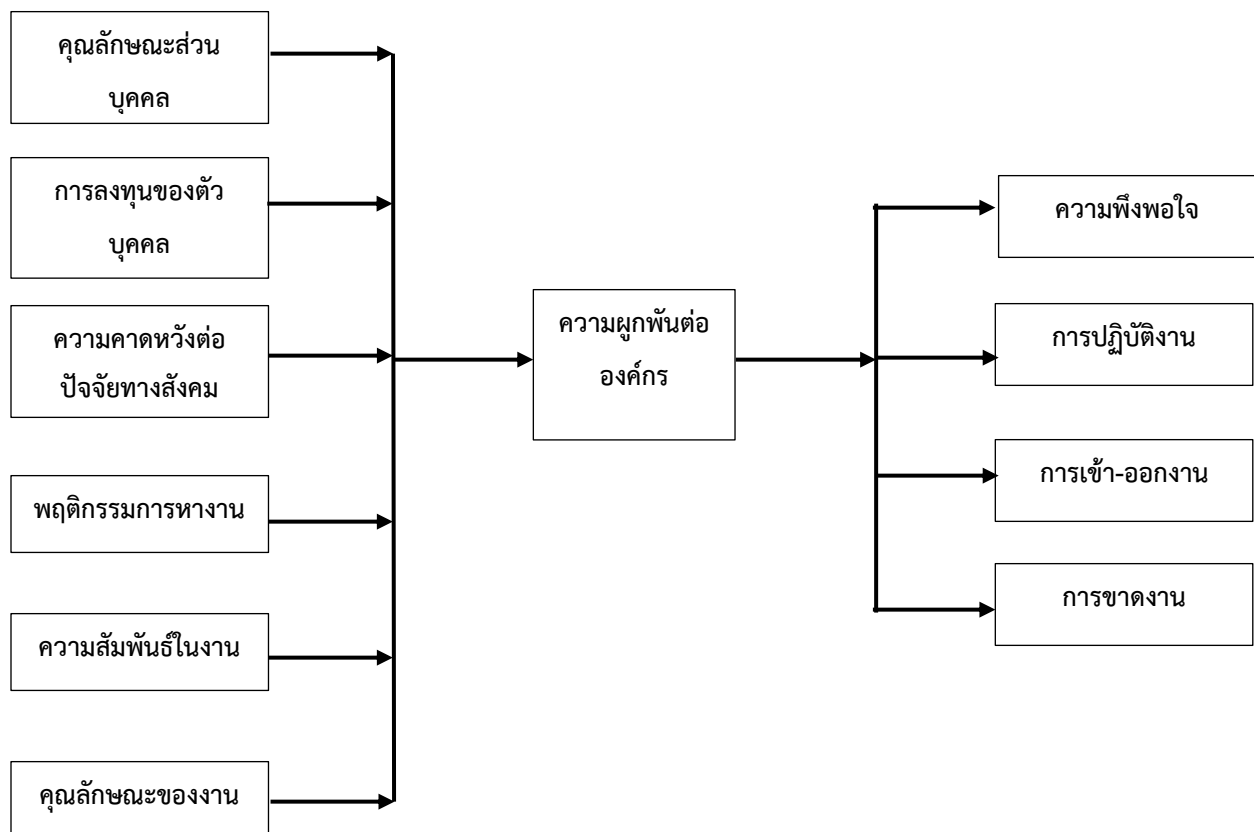 คุณลักษณะส่วน
บุคคล
การลงทุนของตัว
บุคคล
ความคาดหวังต่อ
ปัจจัยทางสังคม
พฤติกรรมการหางาน
ความสัมพันธ์ในงาน
คุณลักษณะของงาน
ความผูกพันต่อ
องค์กร
ความพึงพอใจ
การปฏิบัติงาน
การเข้า-ออกงาน
การขาดงาน